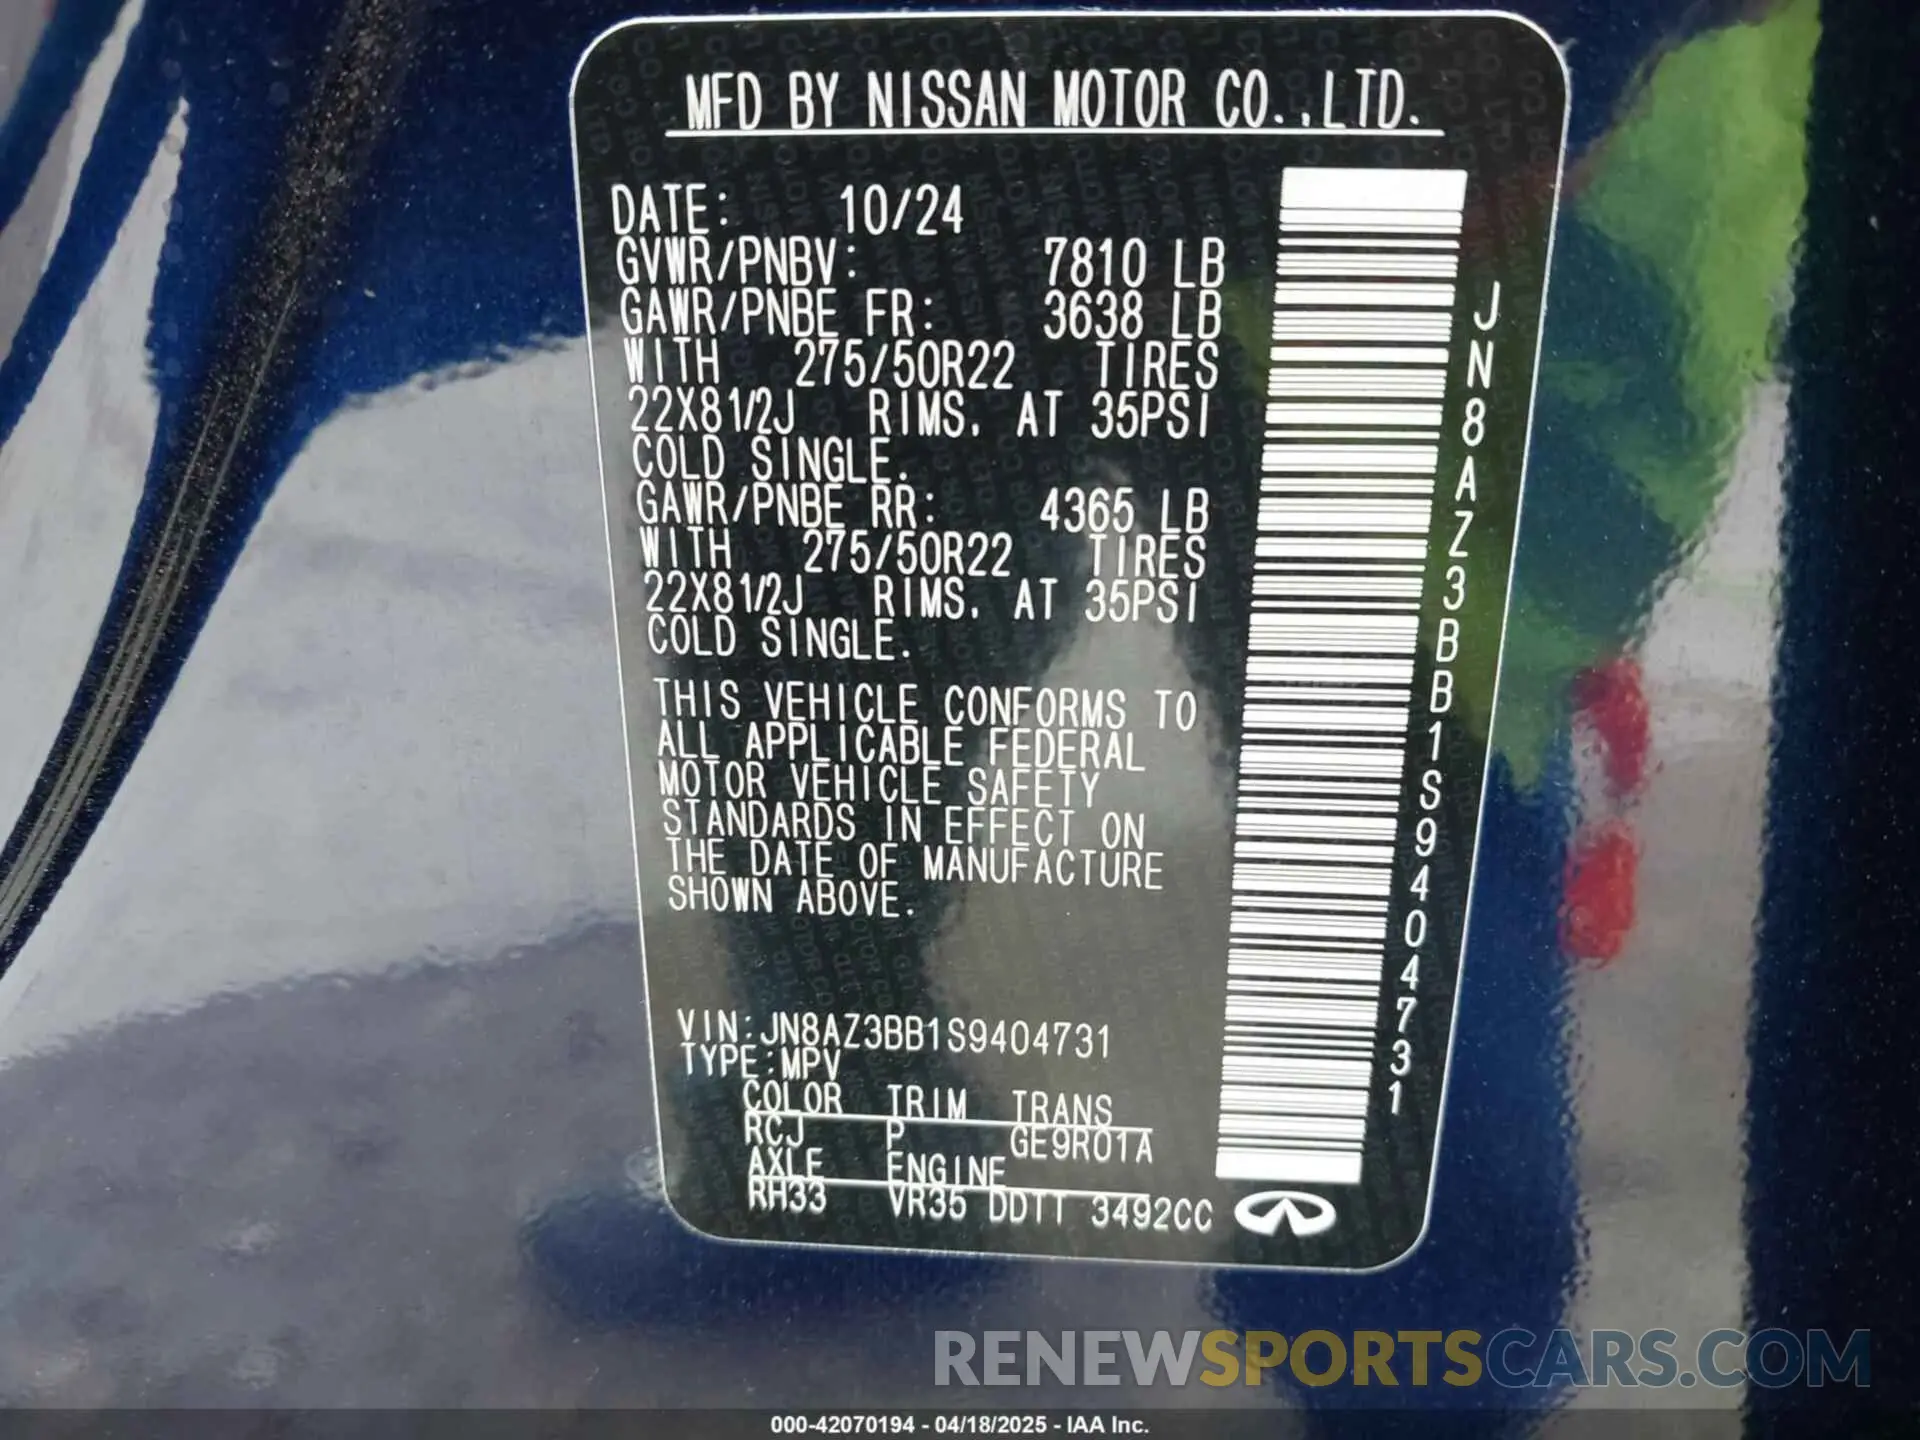 MFD BY NISSAN MOTOR CO.,LTD.
DATE: 10/24
GVWR/PNBV: 7810 LB
GAWR/PNBE FR: 3638 LB
WITH 275/50R22 TIRES
22X81/2J RIMS. AT 35PSI
COLD SINGLE.
GAWR/PNBE RR: 4365 LB
WITH 275/50R22 TIRES
22X81/2J RIMS. AT 35PSI
COLD SINGLE.
THIS VEHICLE CONFORMS TO
ALL APPLICABLE FEDERAL
MOTOR VEHICLE SAFETY
STANDARDS IN EFFECT ON
THE DATE OF MANUFACTURE
SHOWN ABOVE.
VIN:JN8AZ3BB1S9404731
TYPE:MPV
COLOR TRIM TRANS
RCJ P GE9R01A
AXLE ENGINE
RH33 VR35 DDTT 3492CC
JN8AZ3BB1S9404731
RENEWSPORTSCARS.COM
000-42070194 - 04/18/2025 - IAA Inc.